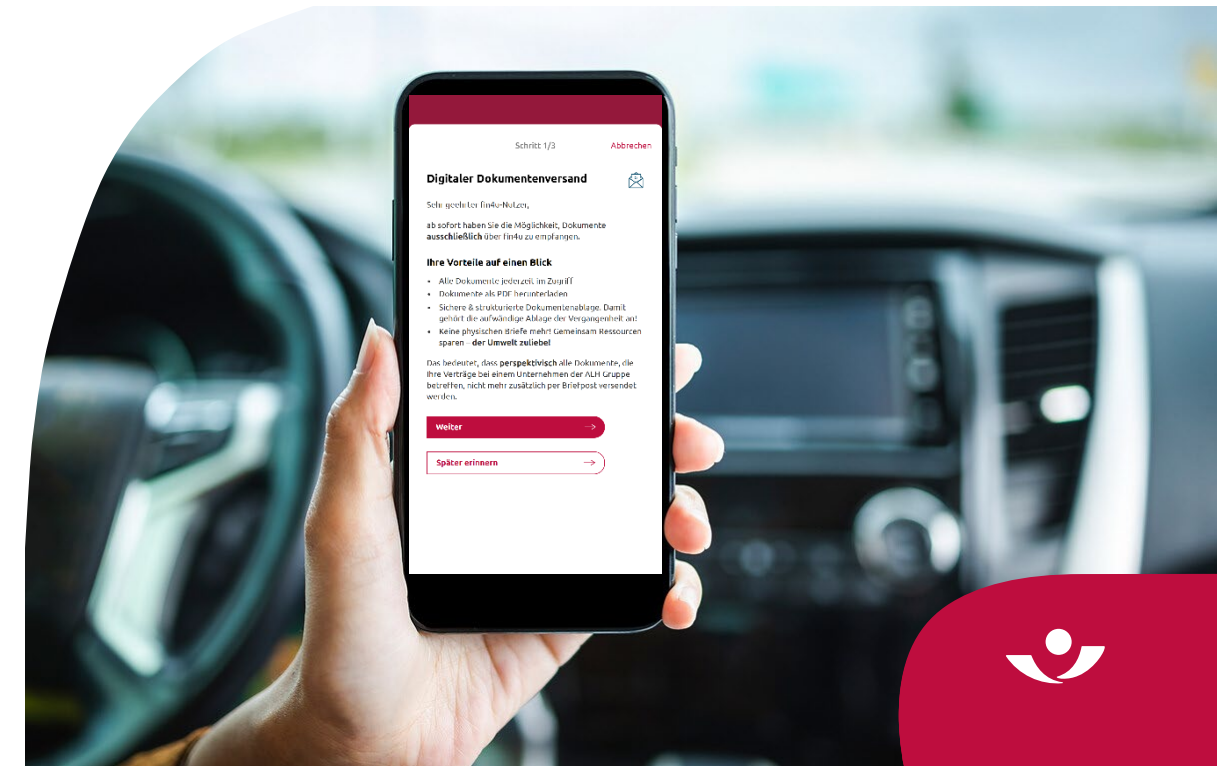 Schritt 1/3
Abbrechen
Digitaler Dokumentenversand
Sehr geehrter fin4u-Nutzer,
ab sofort haben Sie die Möglichkeit, Dokumente
ausschließlich über fin4u zu empfangen.
Ihre Vorteile auf einen Blick
• Alle Dokumente jederzeit im Zugriff
• Dokumente als PDF herunterladen
• Sichere & strukturierte Dokumentenablage. Damit
gehört die aufwändige Ablage der Vergangenheit an!
• Keine physischen Briefe mehr! Gemeinsam Ressourcen
sparen – der Umwelt zuliebe!
Das bedeutet, dass perspektivisch alle Dokumente, die
Ihre Verträge bei einem Unternehmen der ALH Gruppe
betreffen, nicht mehr zusätzlich per Briefpost versendet
werden.
Weiter
Später erinnern